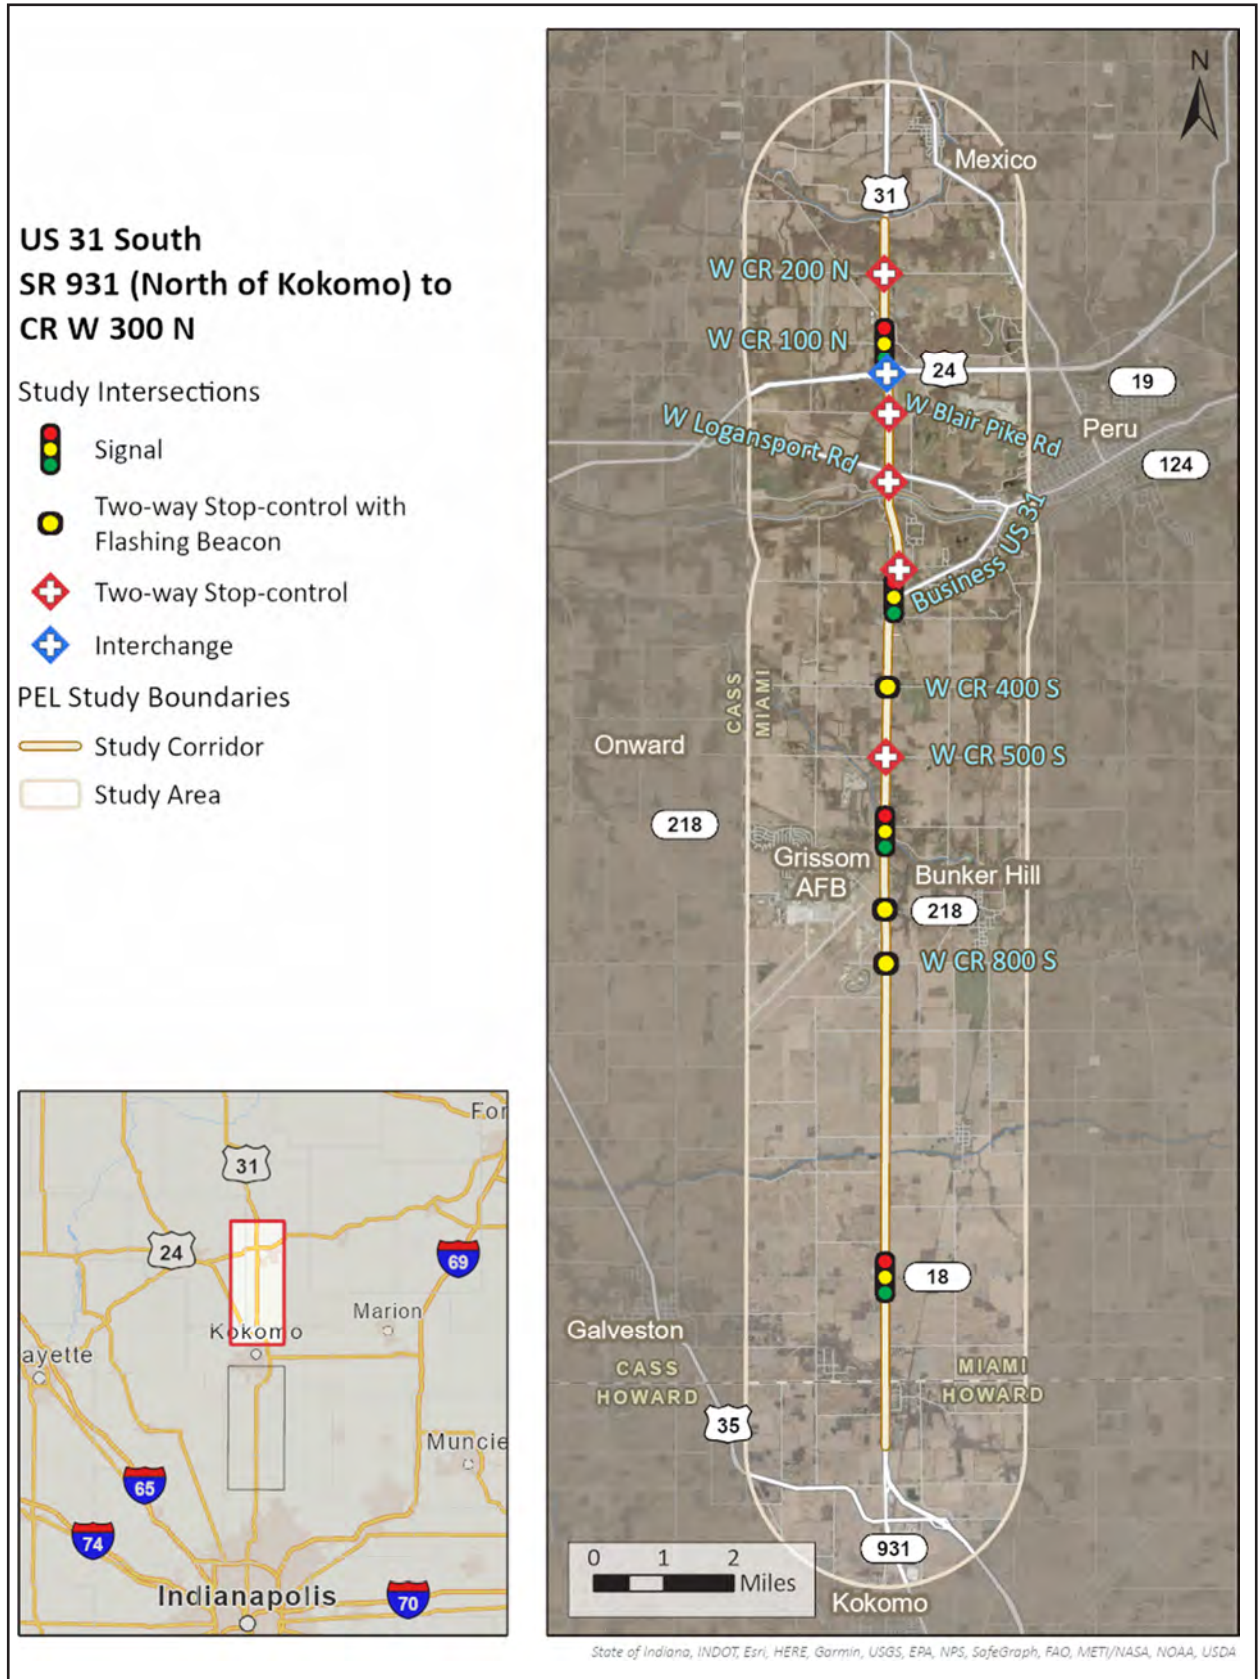 US 31 South
SR 931 (North of Kokomo) to
CR W 300 N
Study Intersections
Signal
Two-way Stop-control with
Flashing Beacon
Two-way Stop-control
Interchange
PEL Study Boundaries
Study Corridor
Study Area
N
Mexico
31
W CR 200 N
W CR 100 N
24
19
W Blair Pike Rd
W Logansport Rd
Peru
124
Business US 31
W CR 400 S
CASS
MIAMI
Onward
W CR 500 S
218
Grissom
AFB
Bunker Hill
218
W CR 800 S
18
Galveston
CASS
HOWARD
MIAMI
HOWARD
35
931
0 1 2
Miles
Kokomo
For
31
24
69
Marion
Kokomo
ayette
Muncie
65
74
Indianapolis
70
State of Indiana, INDOT, Esri, HERE, Garmin, USGS, EPA, NPS, SafeGraph, FAO, METI/NASA, NOAA, USDA